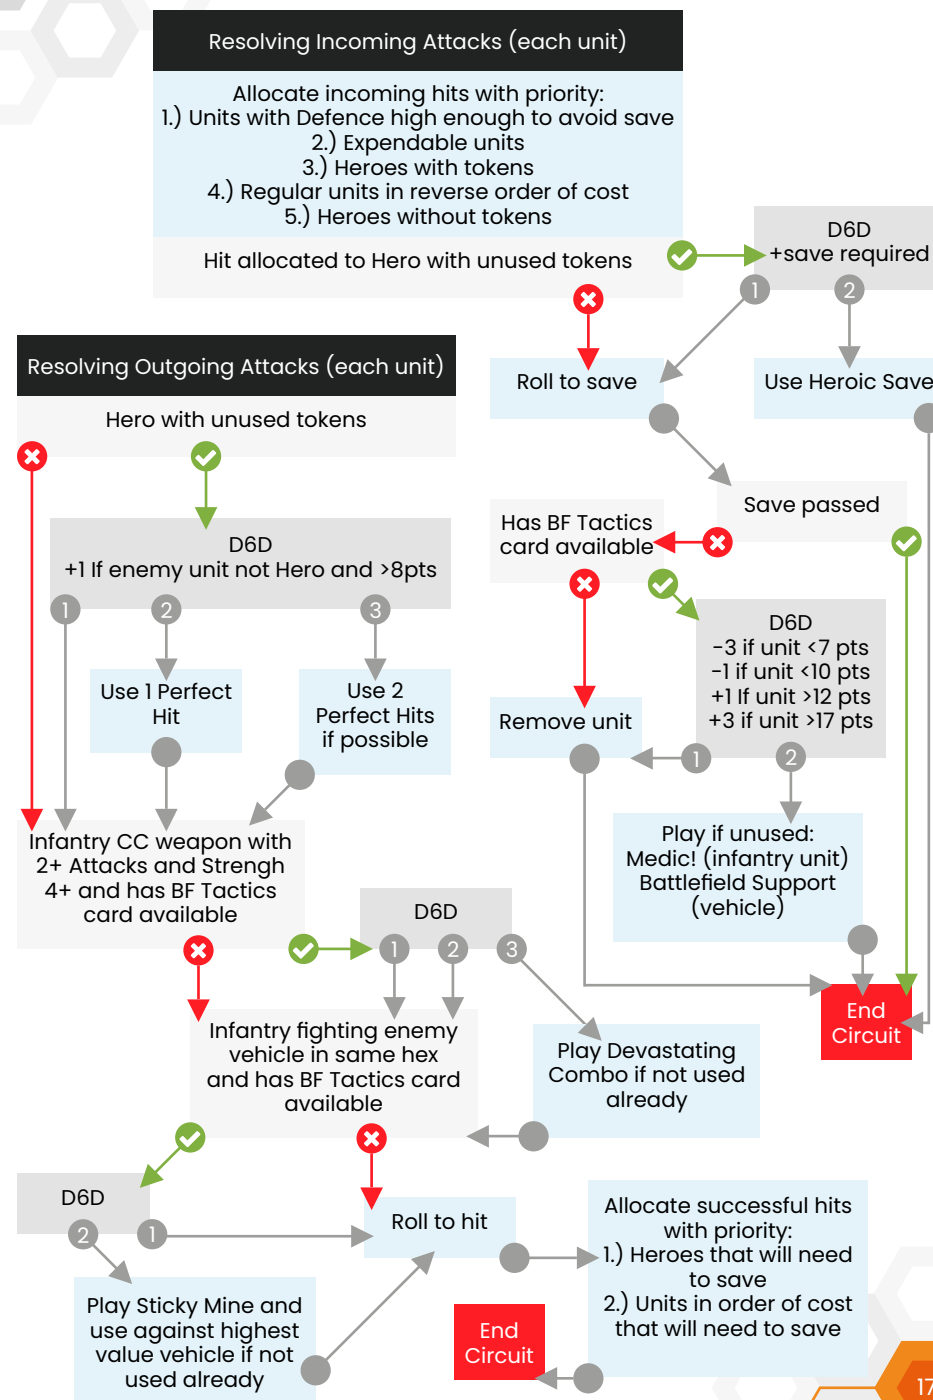 Resolving Incoming Attacks (each unit)
Allocate incoming hits with priority:
1.) Units with Defence high enough to avoid save
2.) Expendable units
3.) Heroes with tokens
4.) Regular units in reverse order of cost
5.) Heroes without tokens
Hit allocated to Hero with unused tokens
D6D
+save required
1
2
Roll to save
Use Heroic Save
Save passed
Has BF Tactics
card available
D6D
-3 if unit <7 pts
-1 if unit <10 pts
+1 If unit >12 pts
+3 if unit >17 pts
Remove unit
1
2
Play if unused:
Medic! (infantry unit)
Battlefield Support
(vehicle)
End
Circuit
Resolving Outgoing Attacks (each unit)
Hero with unused tokens
D6D
+1 If enemy unit not Hero and >8pts
1
2
3
Use 1 Perfect
Hit
Use 2
Perfect Hits
if possible
Infantry CC weapon with
2+ Attacks and Strengh
4+ and has BF Tactics
card available
D6D
1
2
3
Infantry fighting enemy
vehicle in same hex
and has BF Tactics card
available
Play Devastating
Combo if not used
already
D6D
2
1
Roll to hit
Play Sticky Mine and
use against highest
value vehicle if not
used already
Allocate successful hits
with priority:
1.) Heroes that will need
to save
2.) Units in order of cost
that will need to save
End
Circuit
17